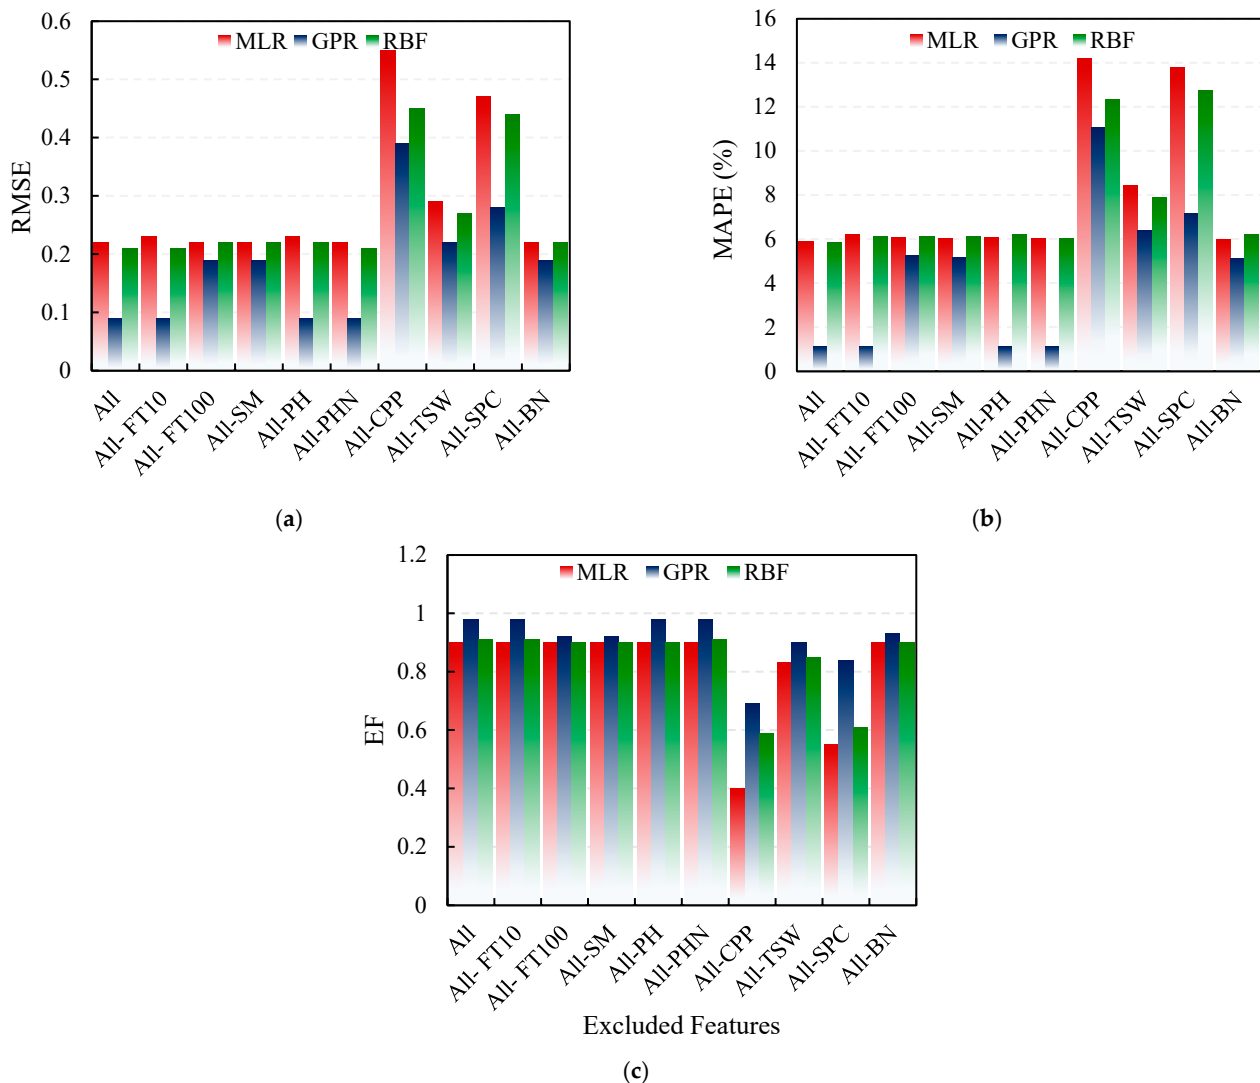 0.6
0.5
0.4
0.3
0.2
0.1
0
RMSE
MLR GPR RBF
All
All- FT10
All- FT100
All-SM
All-PH
All-PHN
All-CPP
All-TSW
All-SPC
All-BN
(a)
16
14
12
10
8
6
4
2
0
MAPE (%)
MLR GPR RBF
All
All- FT10
All- FT100
All-SM
All-PH
All-PHN
All-CPP
All-TSW
All-SPC
All-BN
(b)
1.2
1
0.8
0.6
0.4
0.2
0
EF
MLR GPR RBF
All
All- FT10
All- FT100
All-SM
All-PH
All-PHN
All-CPP
All-TSW
All-SPC
All-BN
Excluded Features
(c)